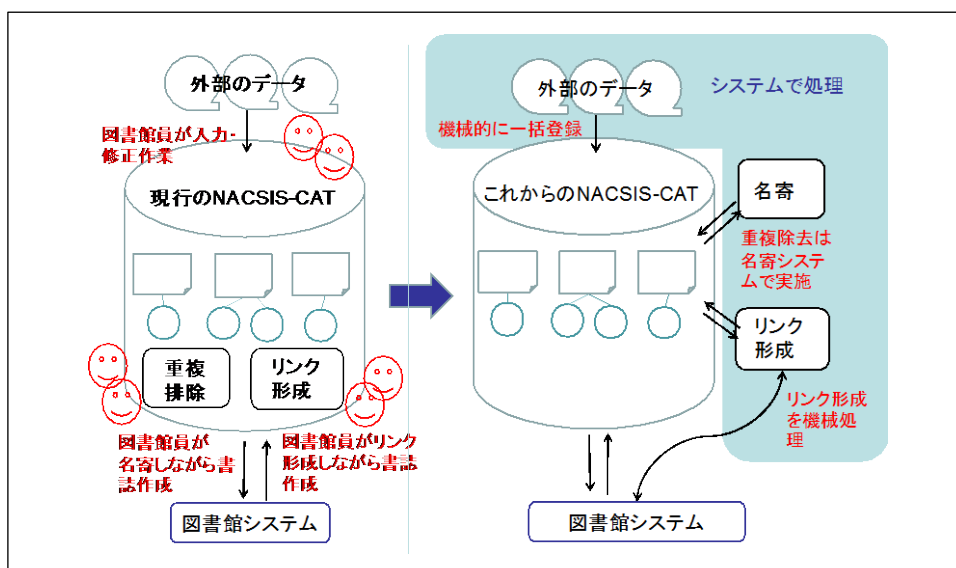 外部のデータ
図書館員が入力・
修正作業
現行のNACSIS-CAT
重複
排除
リンク
形成
図書館員が
名寄しながら書
誌作成
図書館員がリンク
形成しながら書誌
作成
図書館システム
システムで処理
外部のデータ
機械的に一括登録
これからのNACSIS-CAT
名寄
重複除去は
名寄システ
ムで実施
リンク
形成
リンク形成
を機械処
理
図書館システム